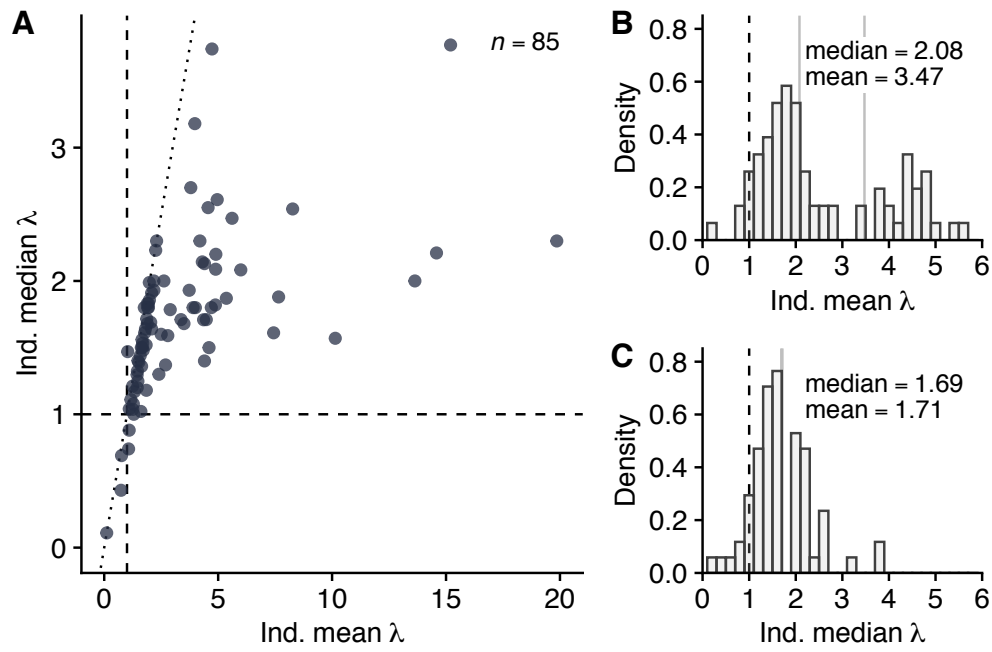 A
n = 85
3
2
1
0
Ind. median λ
0 5 10 15 20
Ind. mean λ
B
0.8
0.6
0.4
0.2
0.0
Density
median = 2.08
mean = 3.47
0 1 2 3 4 5 6
Ind. mean λ
C
0.8
0.6
0.4
0.2
0.0
Density
median = 1.69
mean = 1.71
0 1 2 3 4 5 6
Ind. median λ